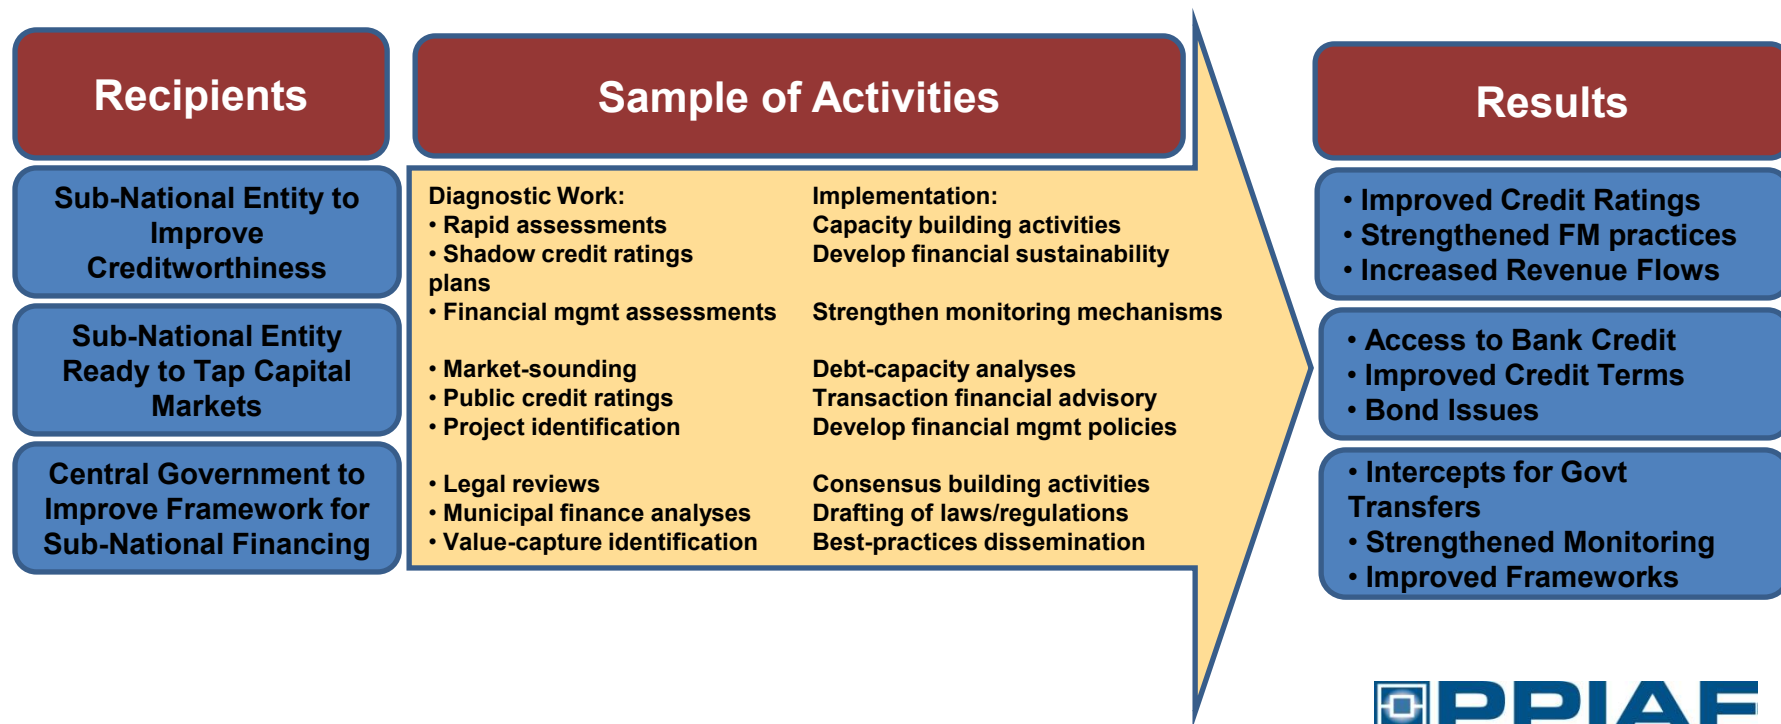 Recipients
Sample of Activities
Results
Sub-National Entity to
Improve
Creditworthiness
Sub-National Entity
Ready to Tap Capital
Markets
Central Government to
Improve Framework for
Sub-National Financing
Diagnostic Work: Implementation:
• Rapid assessments Capacity building activities
• Shadow credit ratings Develop financial sustainability
plans
• Financial mgmt assessments Strengthen monitoring mechanisms
• Market-sounding Debt-capacity analyses
• Public credit ratings Transaction financial advisory
• Project identification Develop financial mgmt policies
• Legal reviews Consensus building activities
• Municipal finance analyses Drafting of laws/regulations
• Value-capture identification Best-practices dissemination
• Improved Credit Ratings
• Strengthened FM practices
• Increased Revenue Flows
• Access to Bank Credit
• Improved Credit Terms
• Bond Issues
• Intercepts for Govt
Transfers
• Strengthened Monitoring
• Improved Frameworks
PPIAF